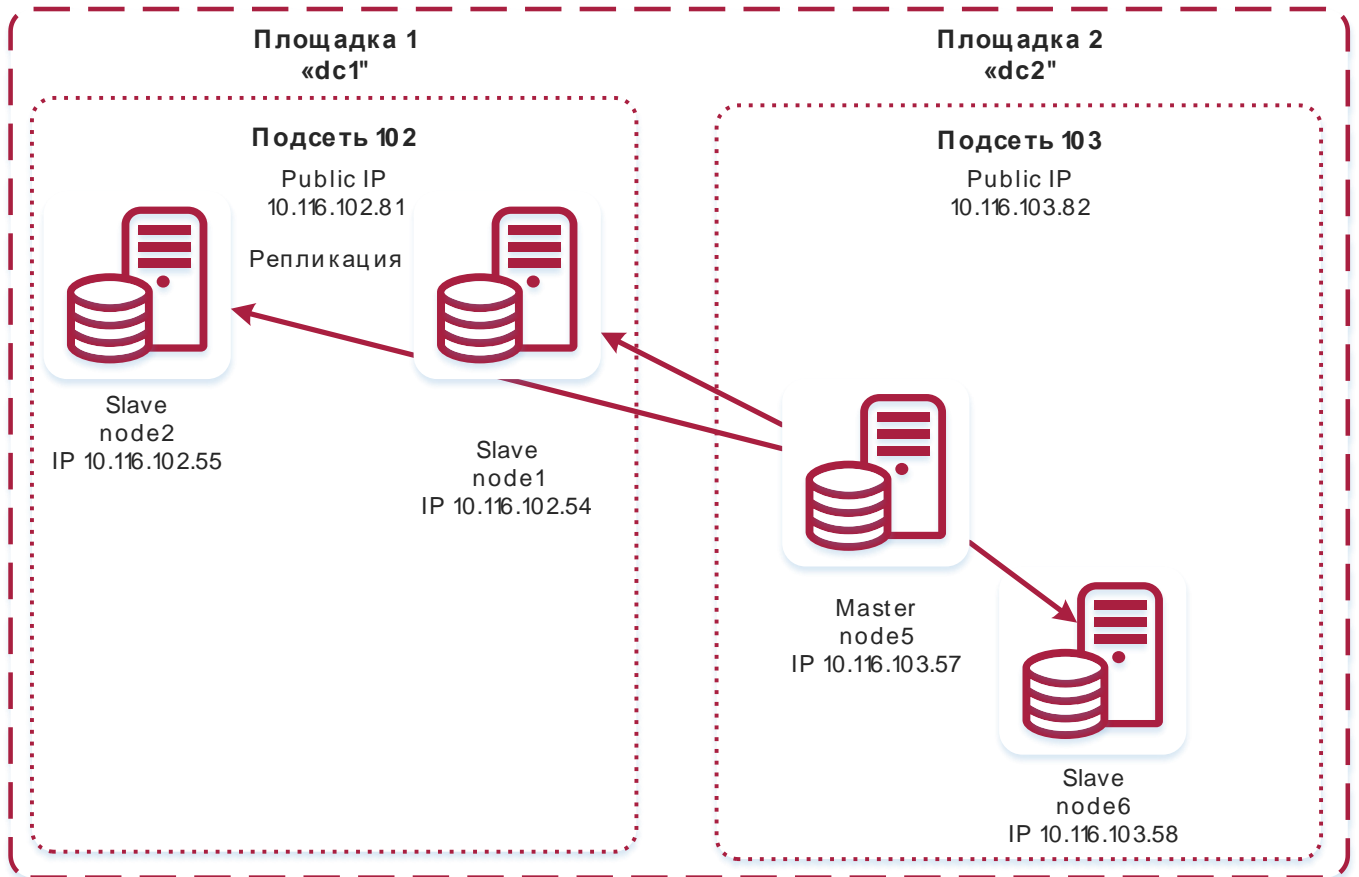 Площадка 1
«dc1"
Подсеть 102
Public IP
10.116.102.81
Репликация
Slave
node2
IP 10.116.102.55
Slave
node1
IP 10.116.102.54
Площадка 2
«dc2"
Подсеть 103
Public IP
10.116.103.82
Master
node5
IP 10.116.103.57
Slave
node6
IP 10.116.103.58